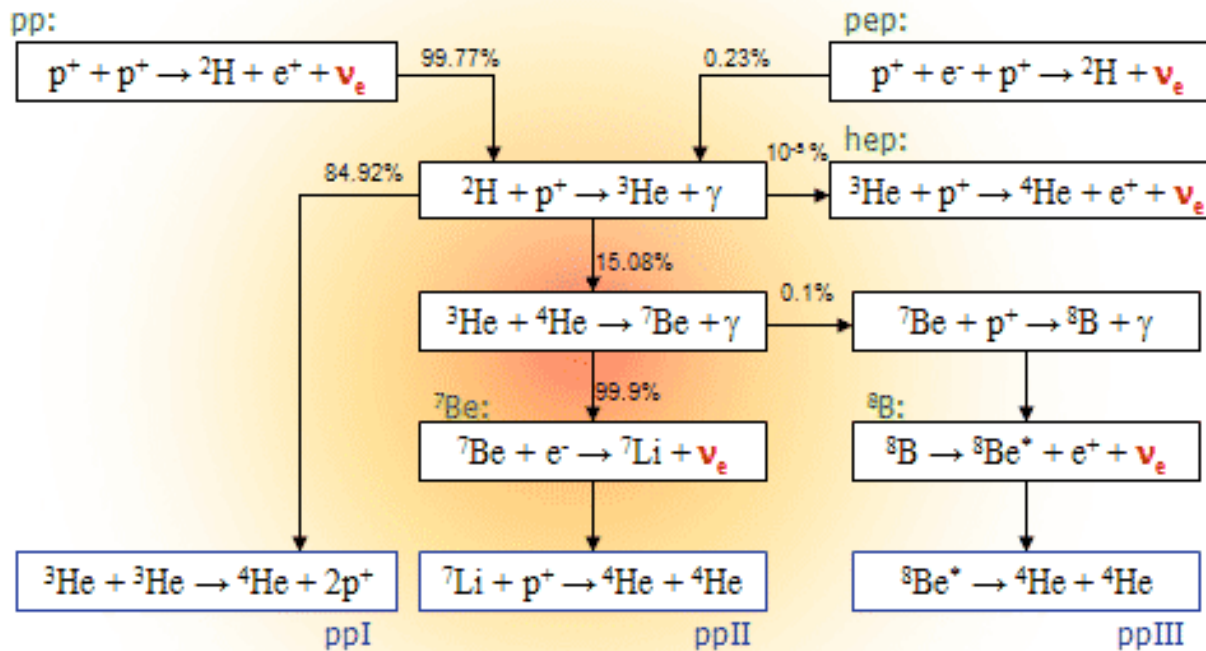 pp:
pep:
p⁺ + p⁺ → ²H + e⁺ + νₑ
99.77%
0.23%
p⁺ + e⁻ + p⁺ → ²H + νₑ
hep:
84.92%
²H + p⁺ → ³He + γ
10⁻⁵ %
³He + p⁺ → ⁴He + e⁺ + νₑ
15.08%
³He + ⁴He → ⁷Be + γ
0.1%
⁷Be + p⁺ → ⁸B + γ
99.9%
⁷Be:
⁸B:
⁷Be + e⁻ → ⁷Li + νₑ
⁸B → ⁸Be* + e⁺ + νₑ
³He + ³He → ⁴He + 2p⁺
⁷Li + p⁺ → ⁴He + ⁴He
⁸Be* → ⁴He + ⁴He
ppI
ppII
ppIII